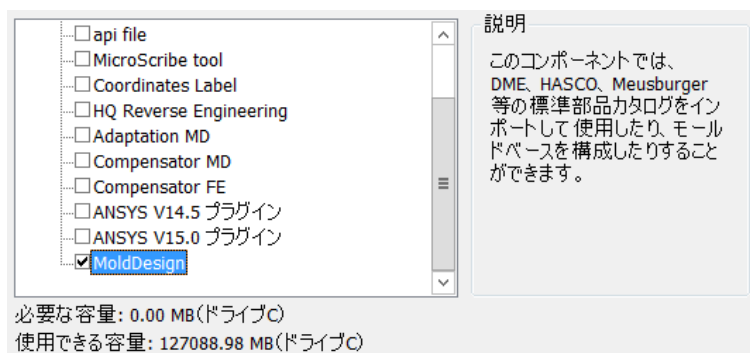 api file
MicroScribe tool
Coordinates Label
HQ Reverse Engineering
Adaptation MD
Compensator MD
Compensator FE
ANSYS V14.5 プラグイン
ANSYS V15.0 プラグイン
MoldDesign
説明
このコンポーネントでは、
DME、HASCO、Meusburger
等の標準部品カタログをイン
ポートして使用したり、モール
ドベースを構成したりすること
ができます。
必要な容量: 0.00 MB(ドライブC)
使用できる容量: 127088.98 MB(ドライブC)